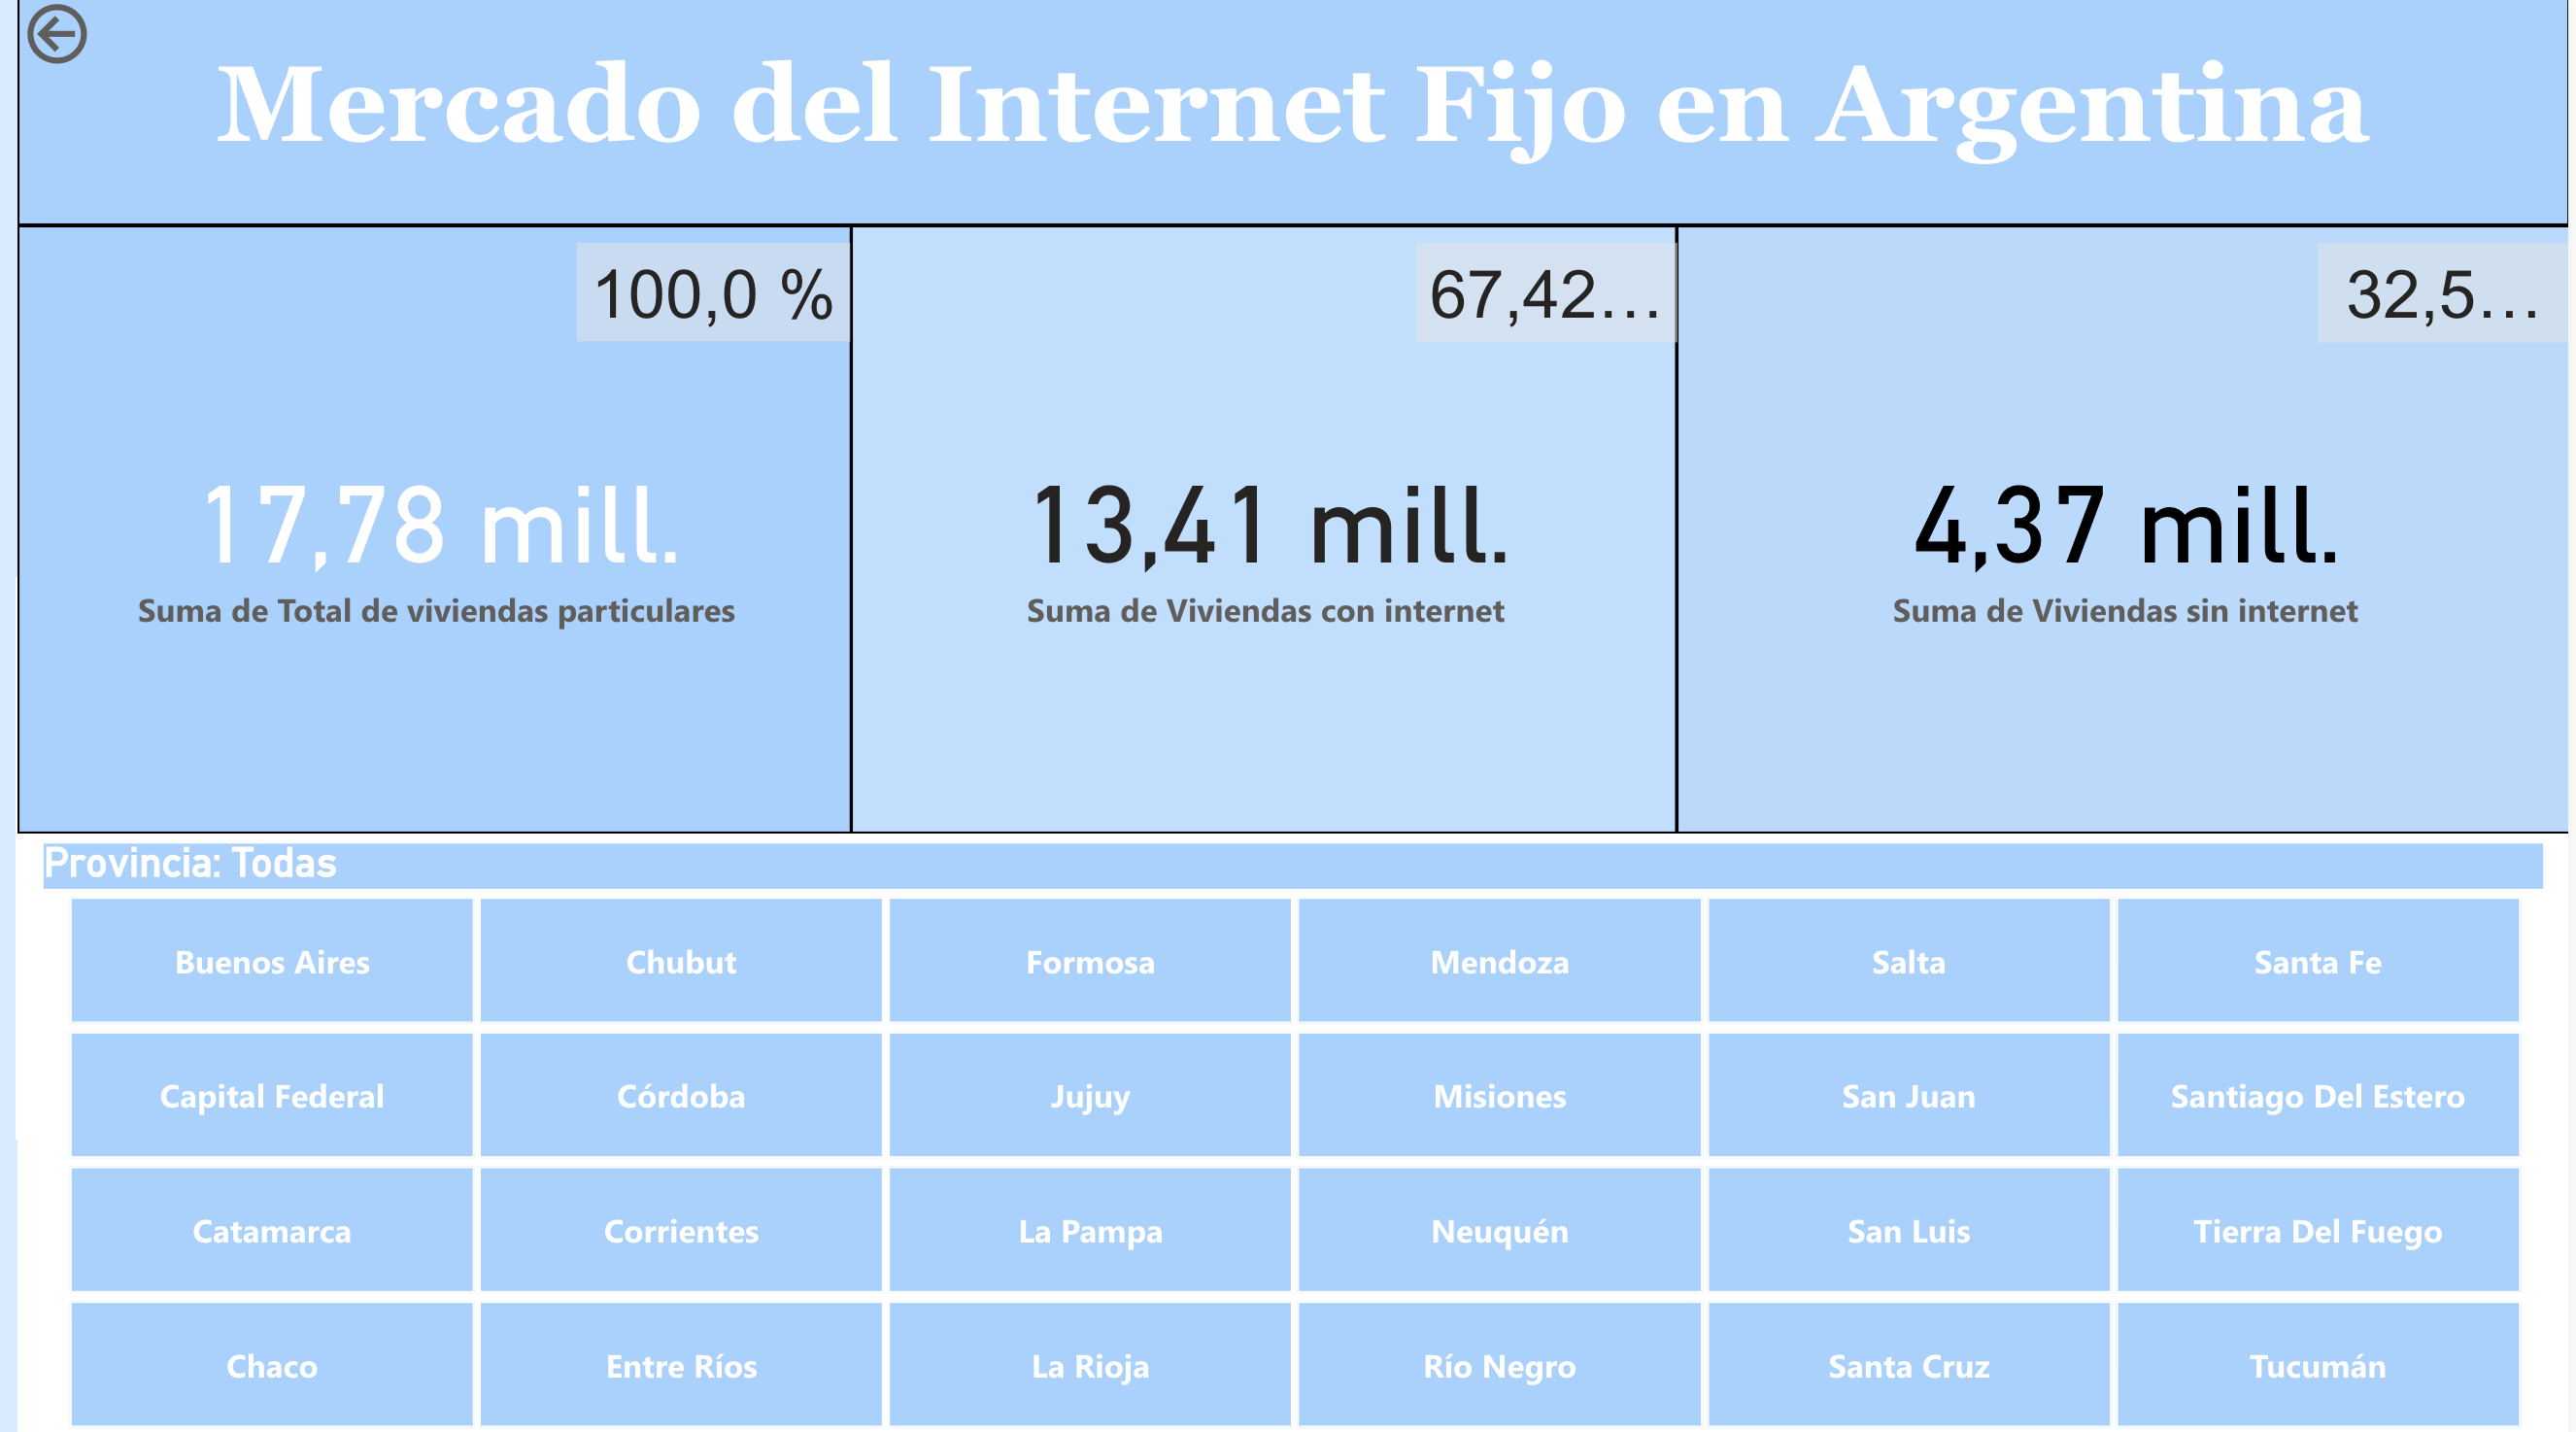 Mercado del Internet Fijo en Argentina
100,0 %
17,78 mill.
Suma de Total de viviendas particulares
67,42...
13,41 mill.
Suma de Viviendas con internet
32,5...
4,37 mill.
Suma de Viviendas sin internet
Provincia: Todas
Buenos Aires Chubut Formosa Mendoza Salta Santa Fe
Capital Federal Córdoba Jujuy Misiones San Juan Santiago Del Estero
Catamarca Corrientes La Pampa Neuquén San Luis Tierra Del Fuego
Chaco Entre Ríos La Rioja Río Negro Santa Cruz Tucumán